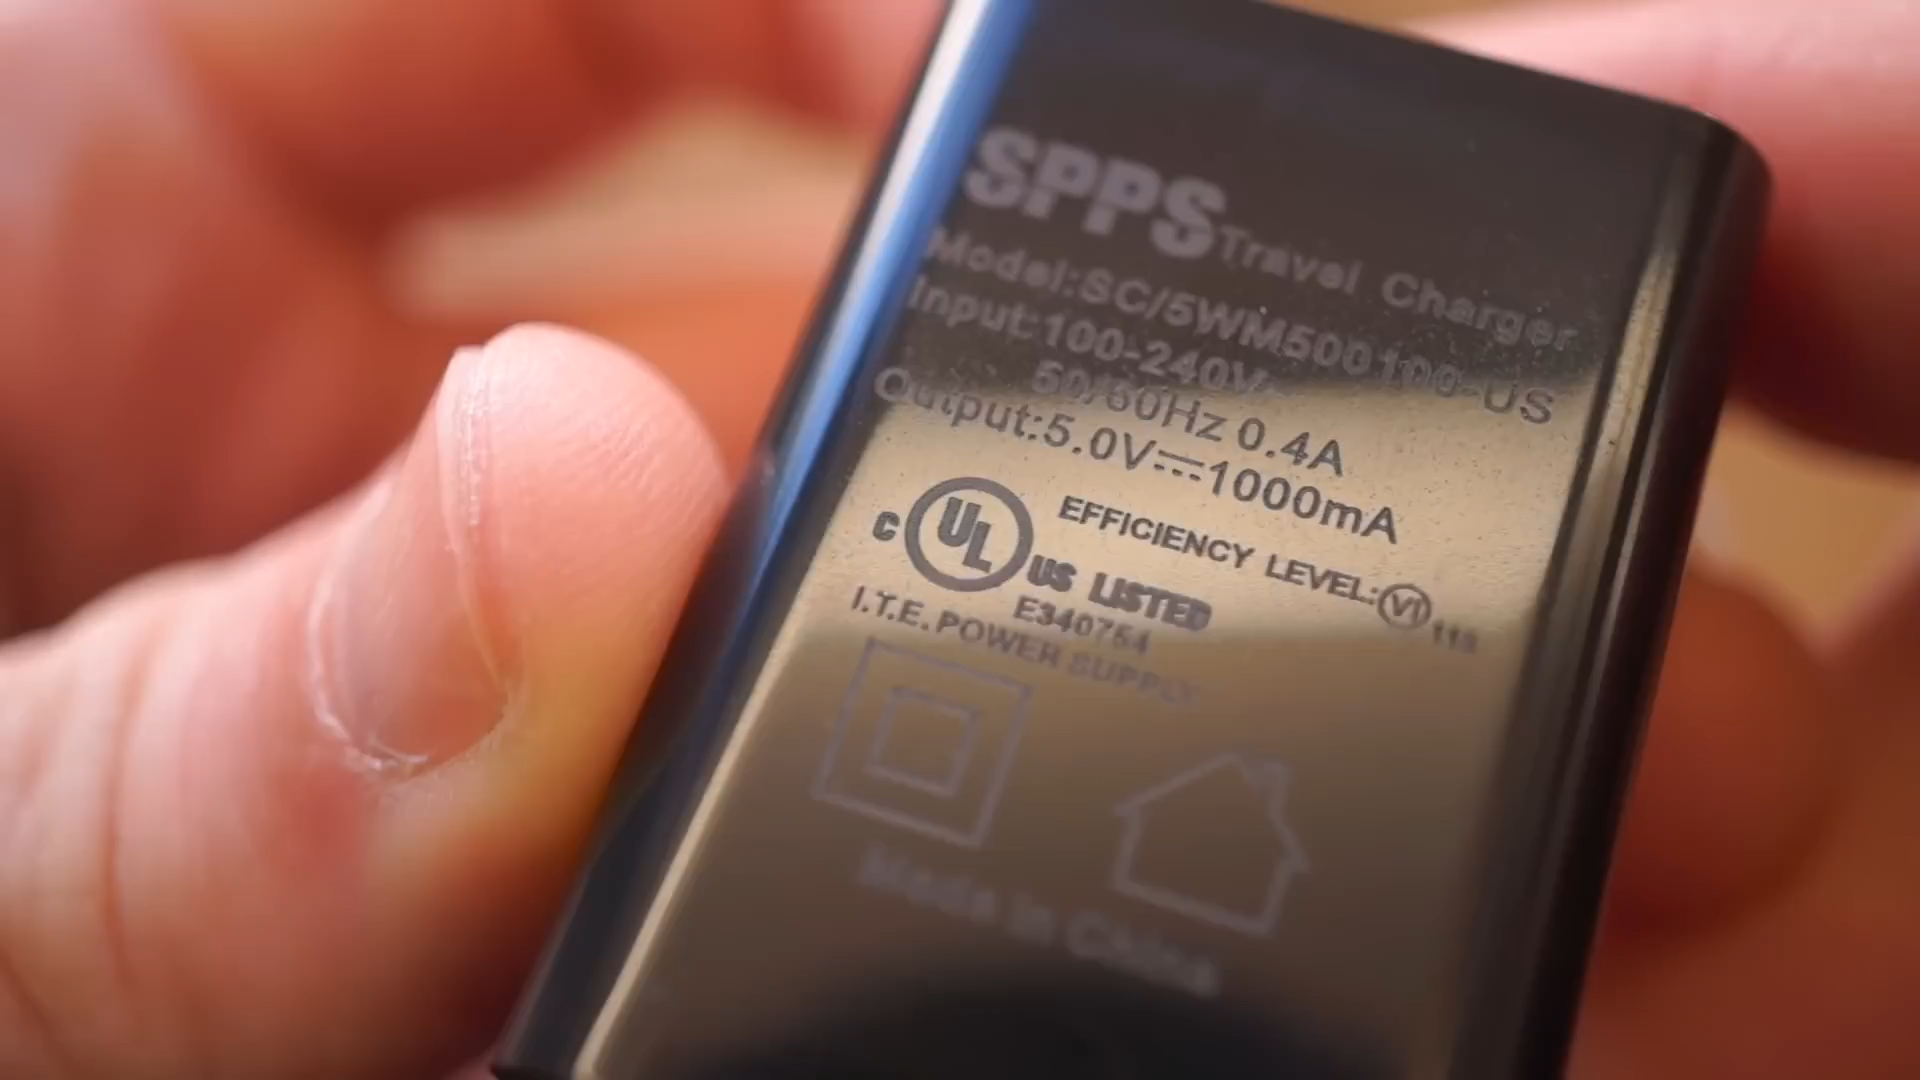 SPPS Travel Charger
Model:SC/5WM500100-US
Input:100-240V~
50/60Hz 0.4A
Output:5.0V⎓1000mA
C UL US LISTED
EFFICIENCY LEVEL:VI
E340754
I.T.E. POWER SUPPLY
Made in China